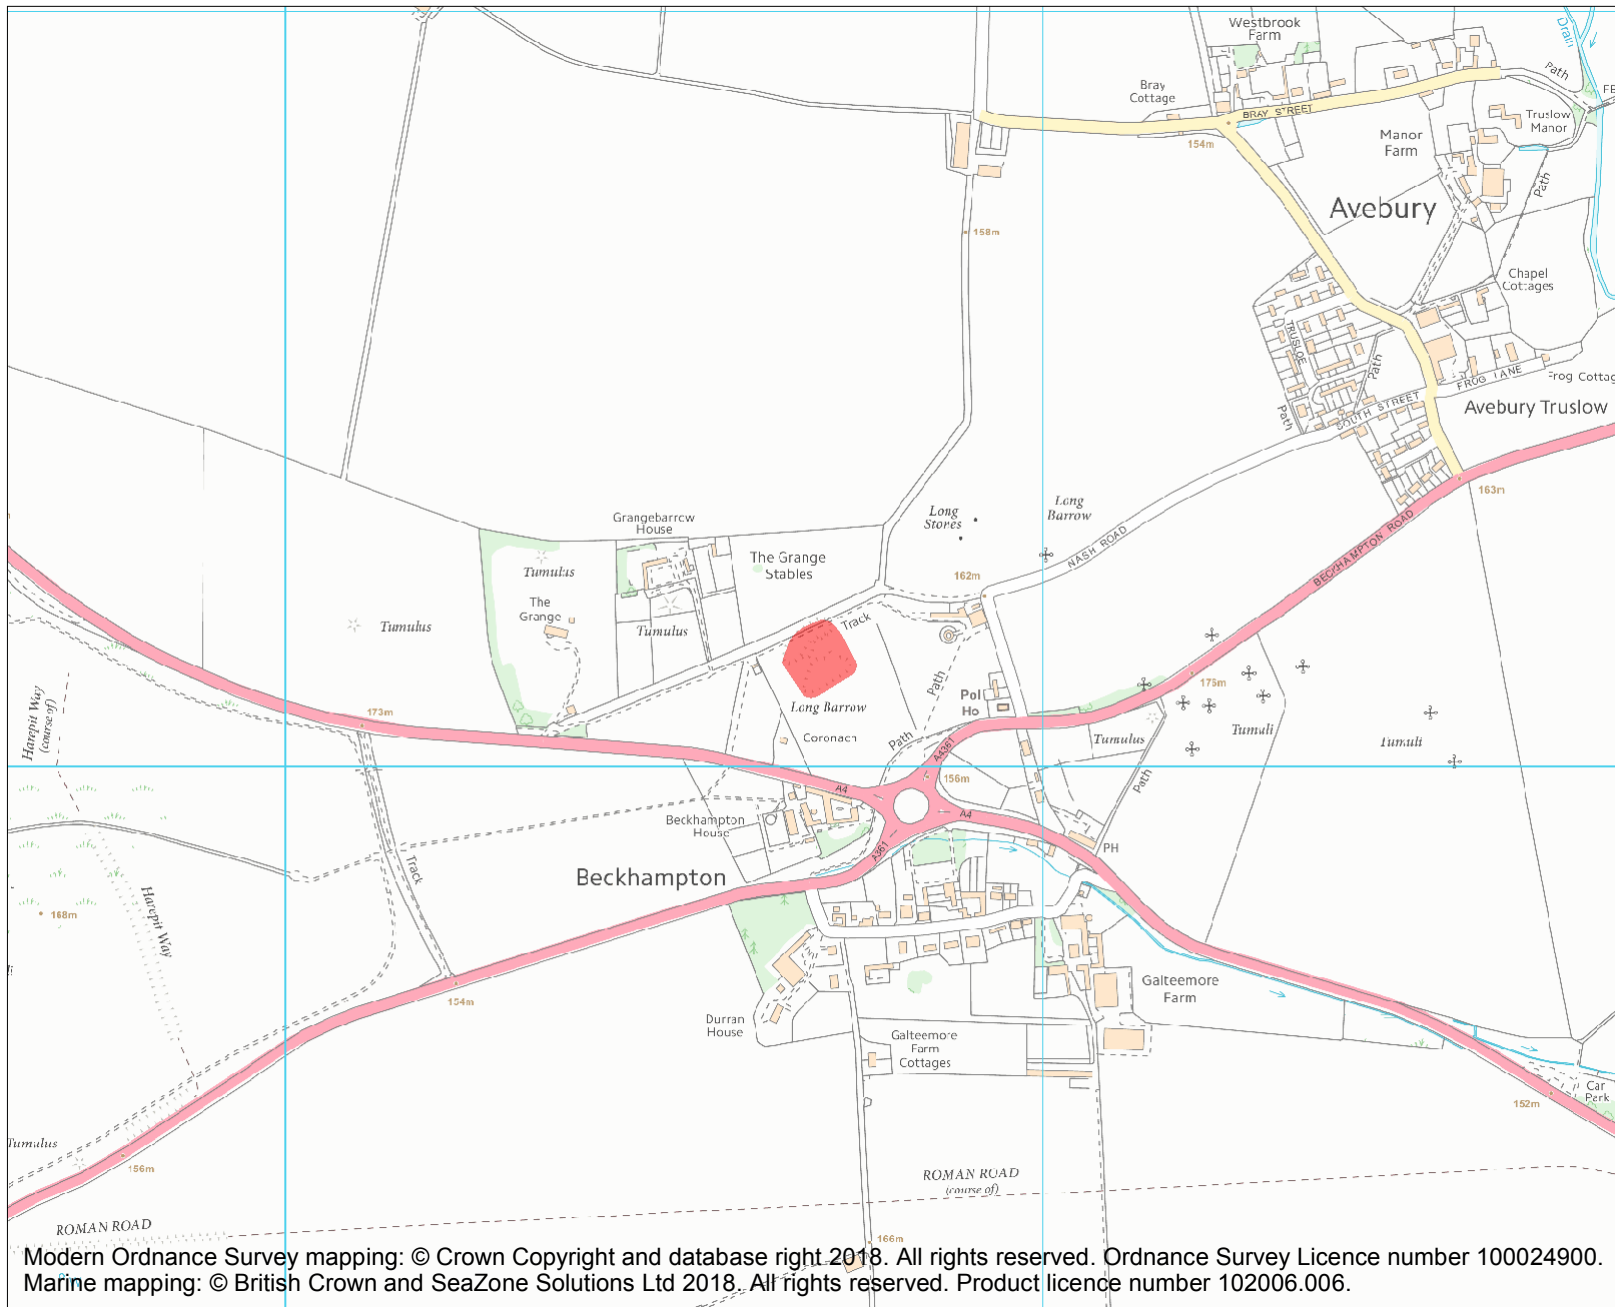 Westbrook
Farm
Drain
Path
Bray
Cottage
BRAY STREET
Truslow
Manor
154m
Manor
Farm
Path
Avebury
158m
Chapel
Cottages
TRUSLOE
Path
FROG LANE
Path
SOUTH STREET
Avebury Truslow
163m
Long
Stones
Long
Barrow
Grangebarrow
House
NASH ROAD
BECKHAMPTON ROAD
The Grange
Stables
Tumulus
162m
The
Grange
Tumulus
Tumulus
Track
175m
Path
Pol
Ho
Harepit Way
(course of)
173m
Long Barrow
Coronach
Path
A4361
Tumulus
Tumuli
Tumuli
156m
Path
A4
A4
Beckhampton
House
A361
PH
Track
Beckhampton
168m
Harepit Way
154m
Galteemore
Farm
Durran
House
Galteemore
Farm
Cottages
Car
Park
152m
Tumulus
156m
ROMAN ROAD
(course of)
ROMAN ROAD
166m
Modern Ordnance Survey mapping: © Crown Copyright and database right 2018. All rights reserved. Ordnance Survey Licence number 100024900.
Marine mapping: © British Crown and SeaZone Solutions Ltd 2018. All rights reserved. Product licence number 102006.006.